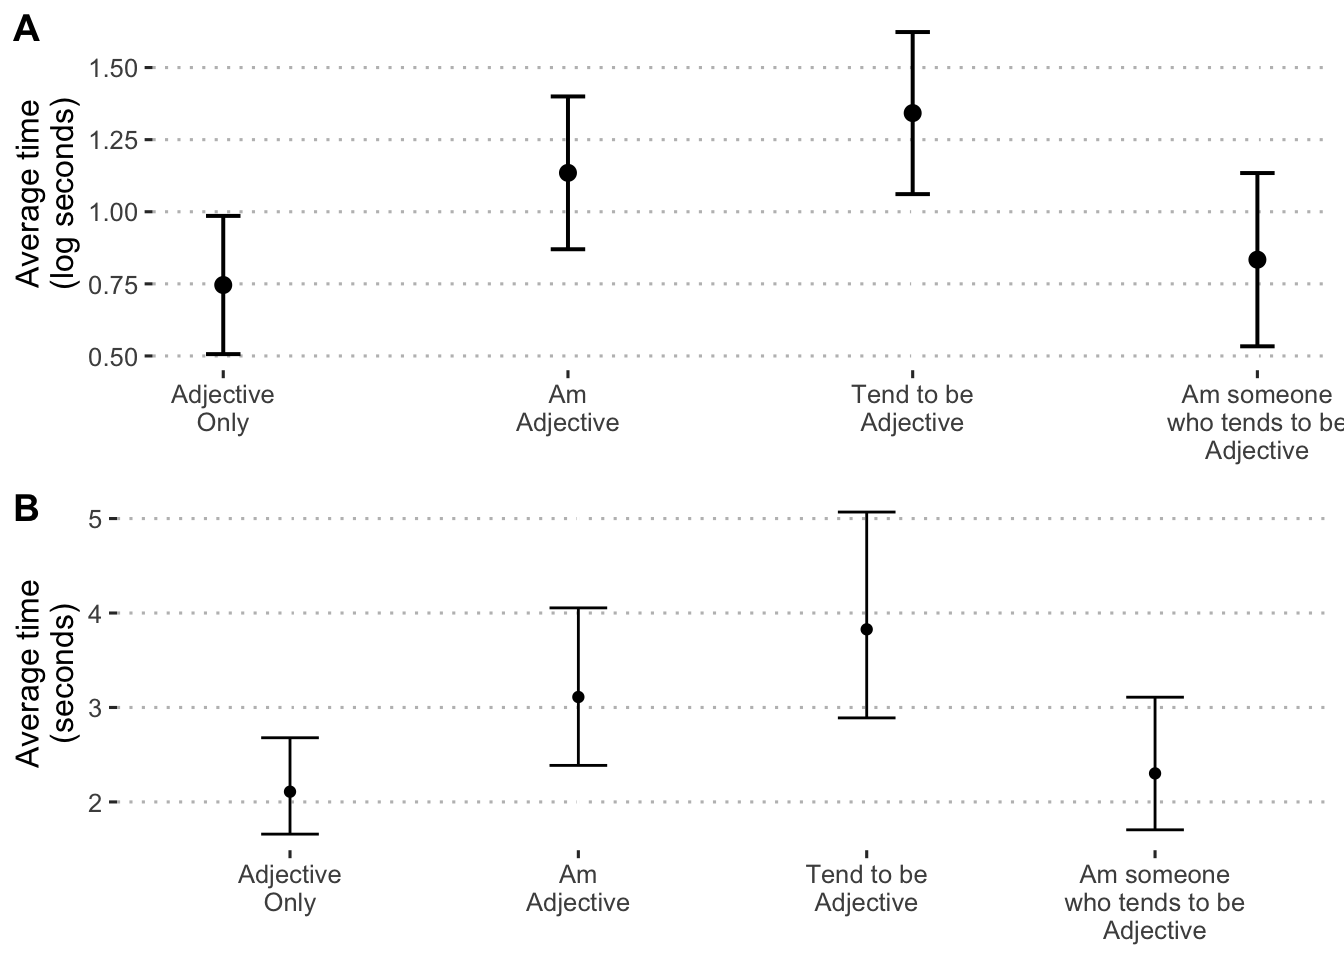 A
Average time
(log seconds)
1.50
1.25
1.00
0.75
0.50
Adjective
Only
Am
Adjective
Tend to be
Adjective
Am someone
who tends to be
Adjective
B
Average time
(seconds)
5
4
3
2
Adjective
Only
Am
Adjective
Tend to be
Adjective
Am someone
who tends to be
Adjective